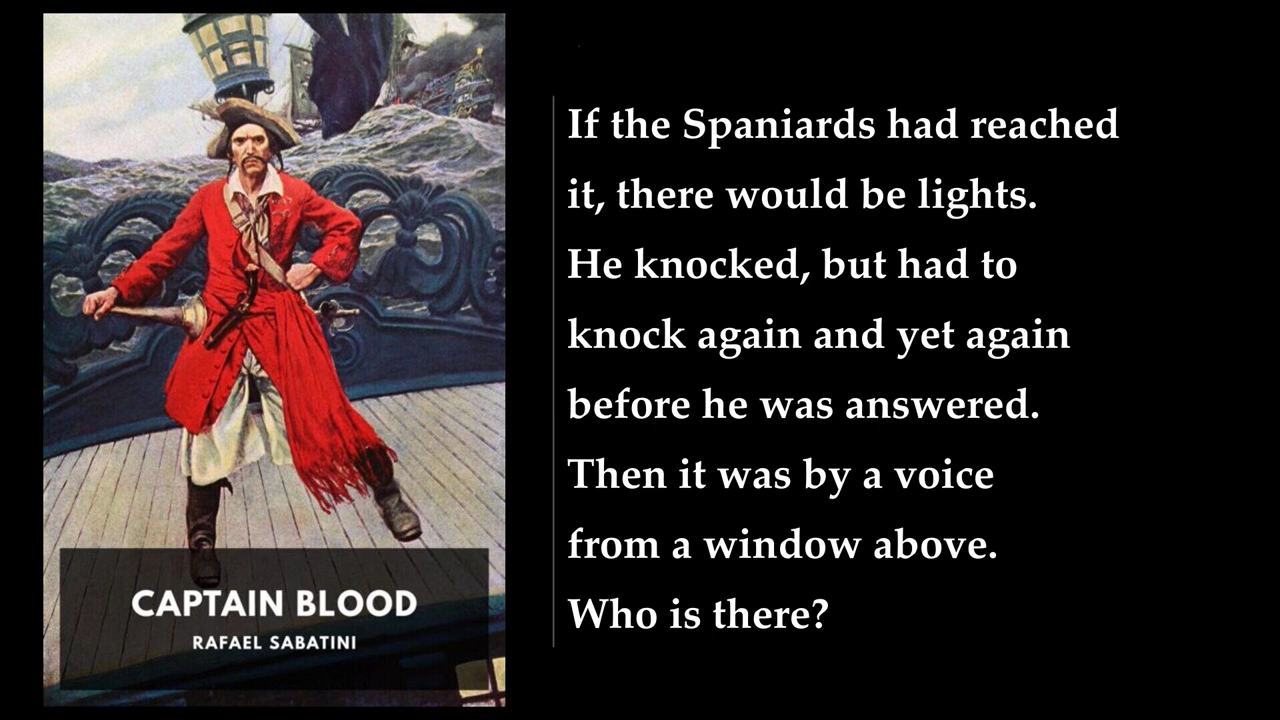 CAPTAIN BLOOD
RAFAEL SABATINI
If the Spaniards had reached
it, there would be lights.
He knocked, but had to
knock again and yet again
before he was answered.
Then it was by a voice
from a window above.
Who is there?